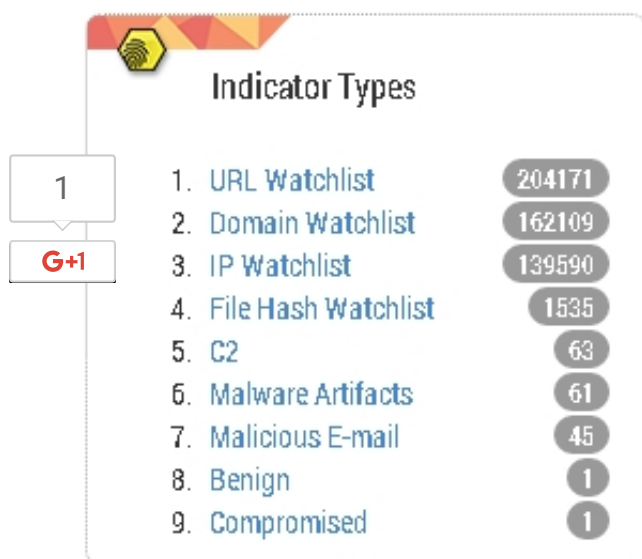 Indicator Types
1
G+1
1. URL Watchlist 204171
2. Domain Watchlist 162109
3. IP Watchlist 139590
4. File Hash Watchlist 1535
5. C2 63
6. Malware Artifacts 61
7. Malicious E-mail 45
8. Benign 1
9. Compromised 1